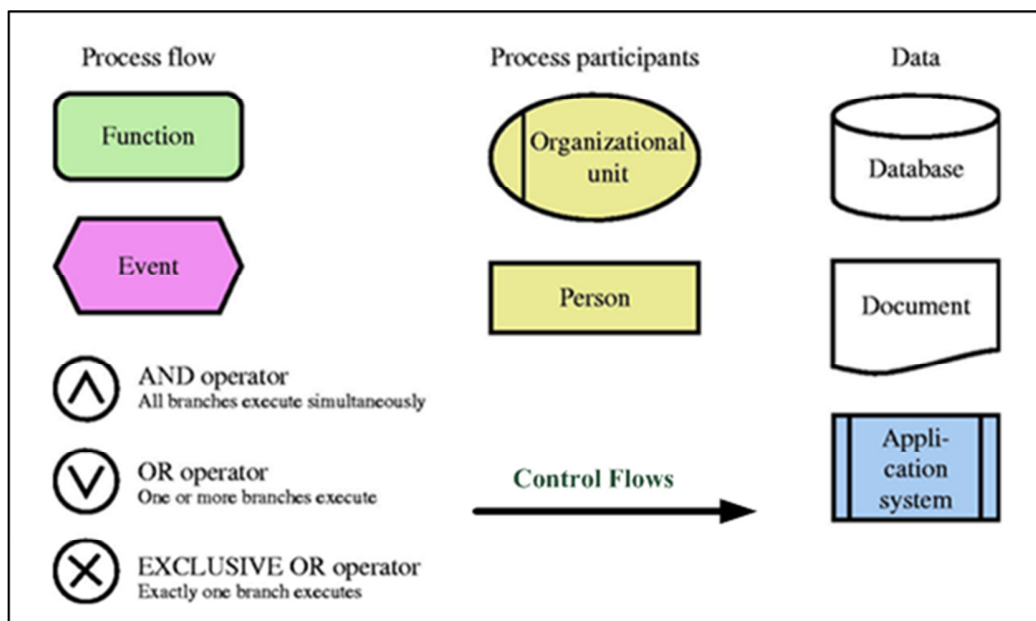 Process flow
Function
Event
AND operator
All branches execute simultaneously
OR operator
One or more branches execute
EXCLUSIVE OR operator
Exactly one branch executes
Process participants
Organizational
unit
Person
Control Flows
Data
Database
Document
Appli-
cation
system